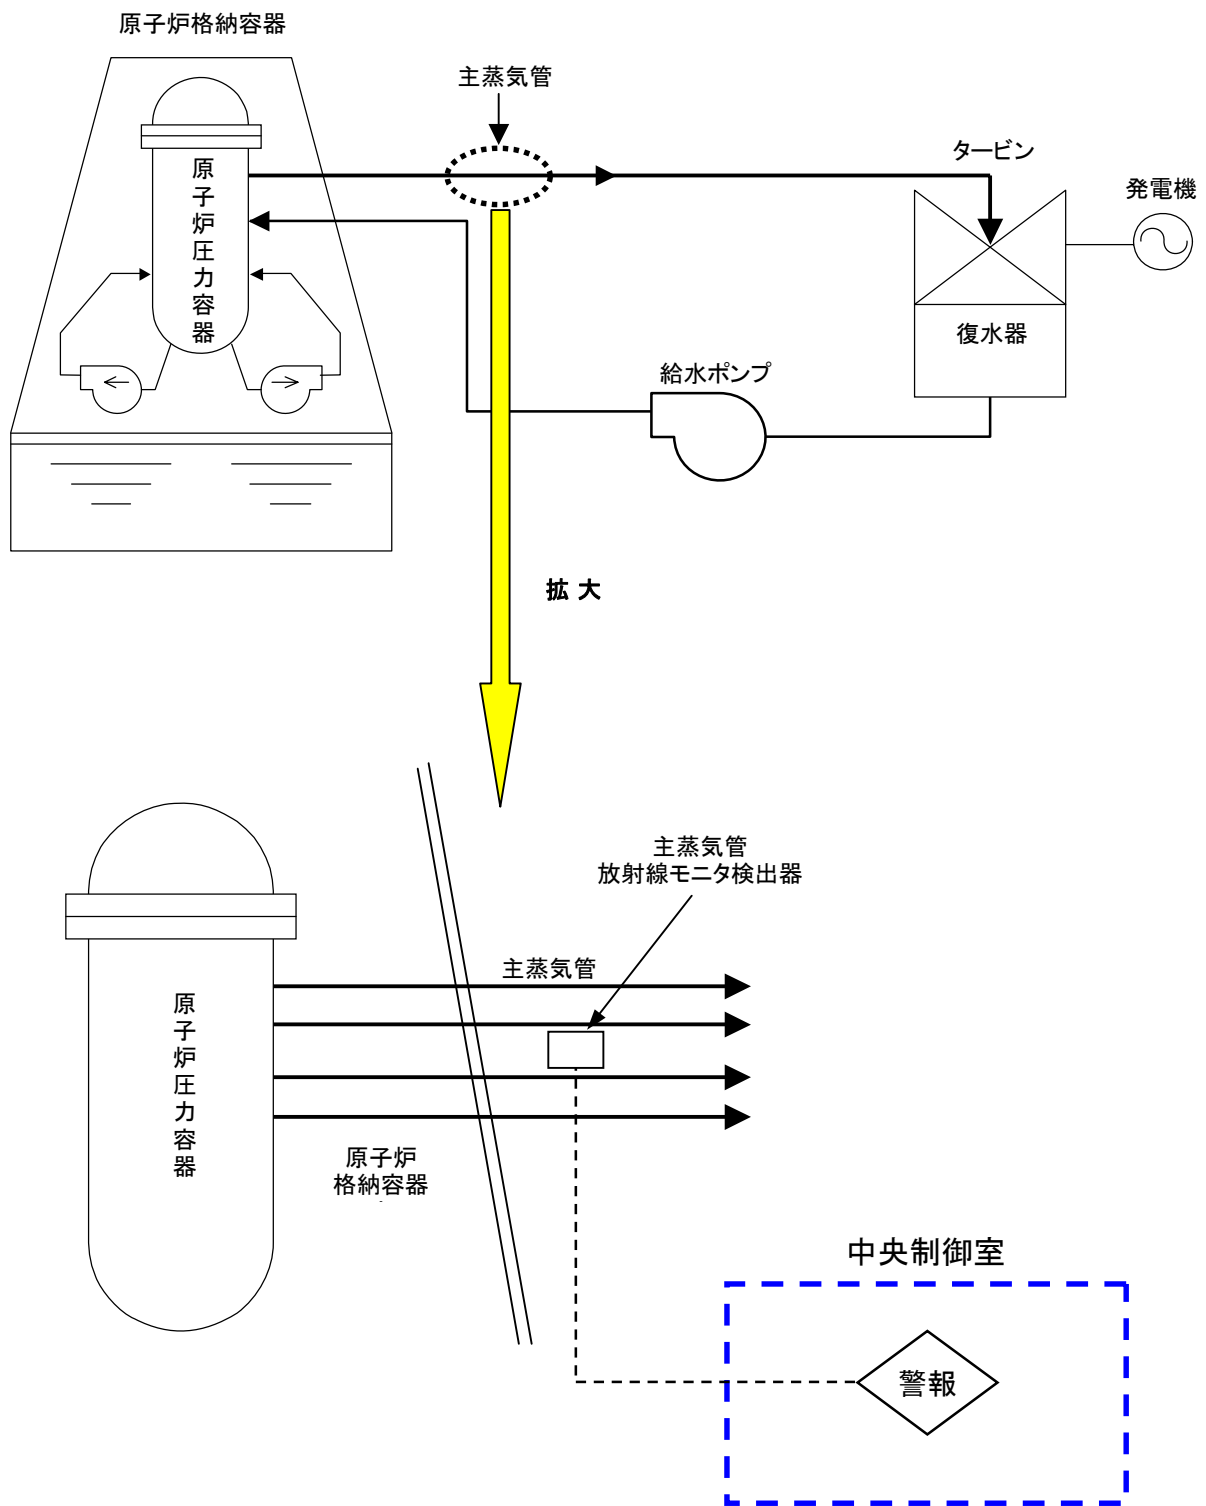 原子炉格納容器
主蒸気管
タービン
発電機
原子炉圧力容器
復水器
給水ポンプ
拡大
主蒸気管
放射線モニタ検出器
主蒸気管
原子炉圧力容器
原子炉
格納容器
中央制御室
警報